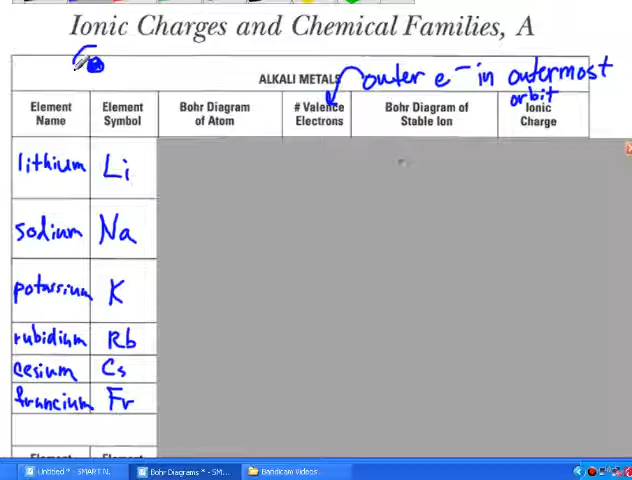 Ionic Charges and Chemical Families, A
ALKALI METALS
outer e⁻ in outermost
orbit
Element Name
Element Symbol
Bohr Diagram of Atom
# Valence Electrons
Bohr Diagram of Stable Ion
Ionic Charge
lithium Li
sodium Na
potassium K
rubidium Rb
cesium Cs
francium Fr
Element Element
Untitled * - SMART N... Bohr Diagrams * - SM... Bandicam Videos